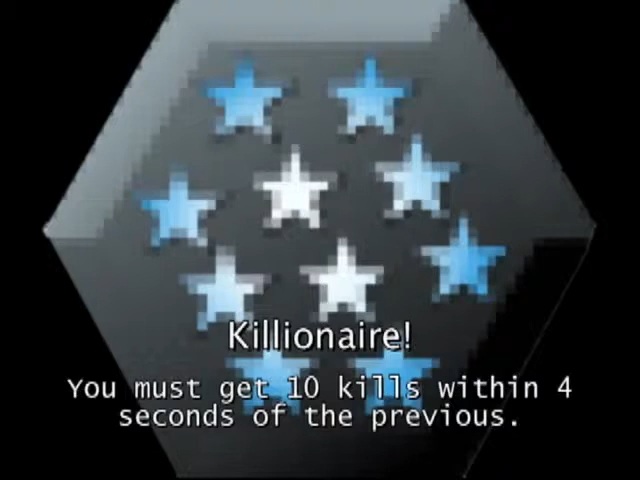 Killionaire!
You must get 10 kills within 4
seconds of the previous.